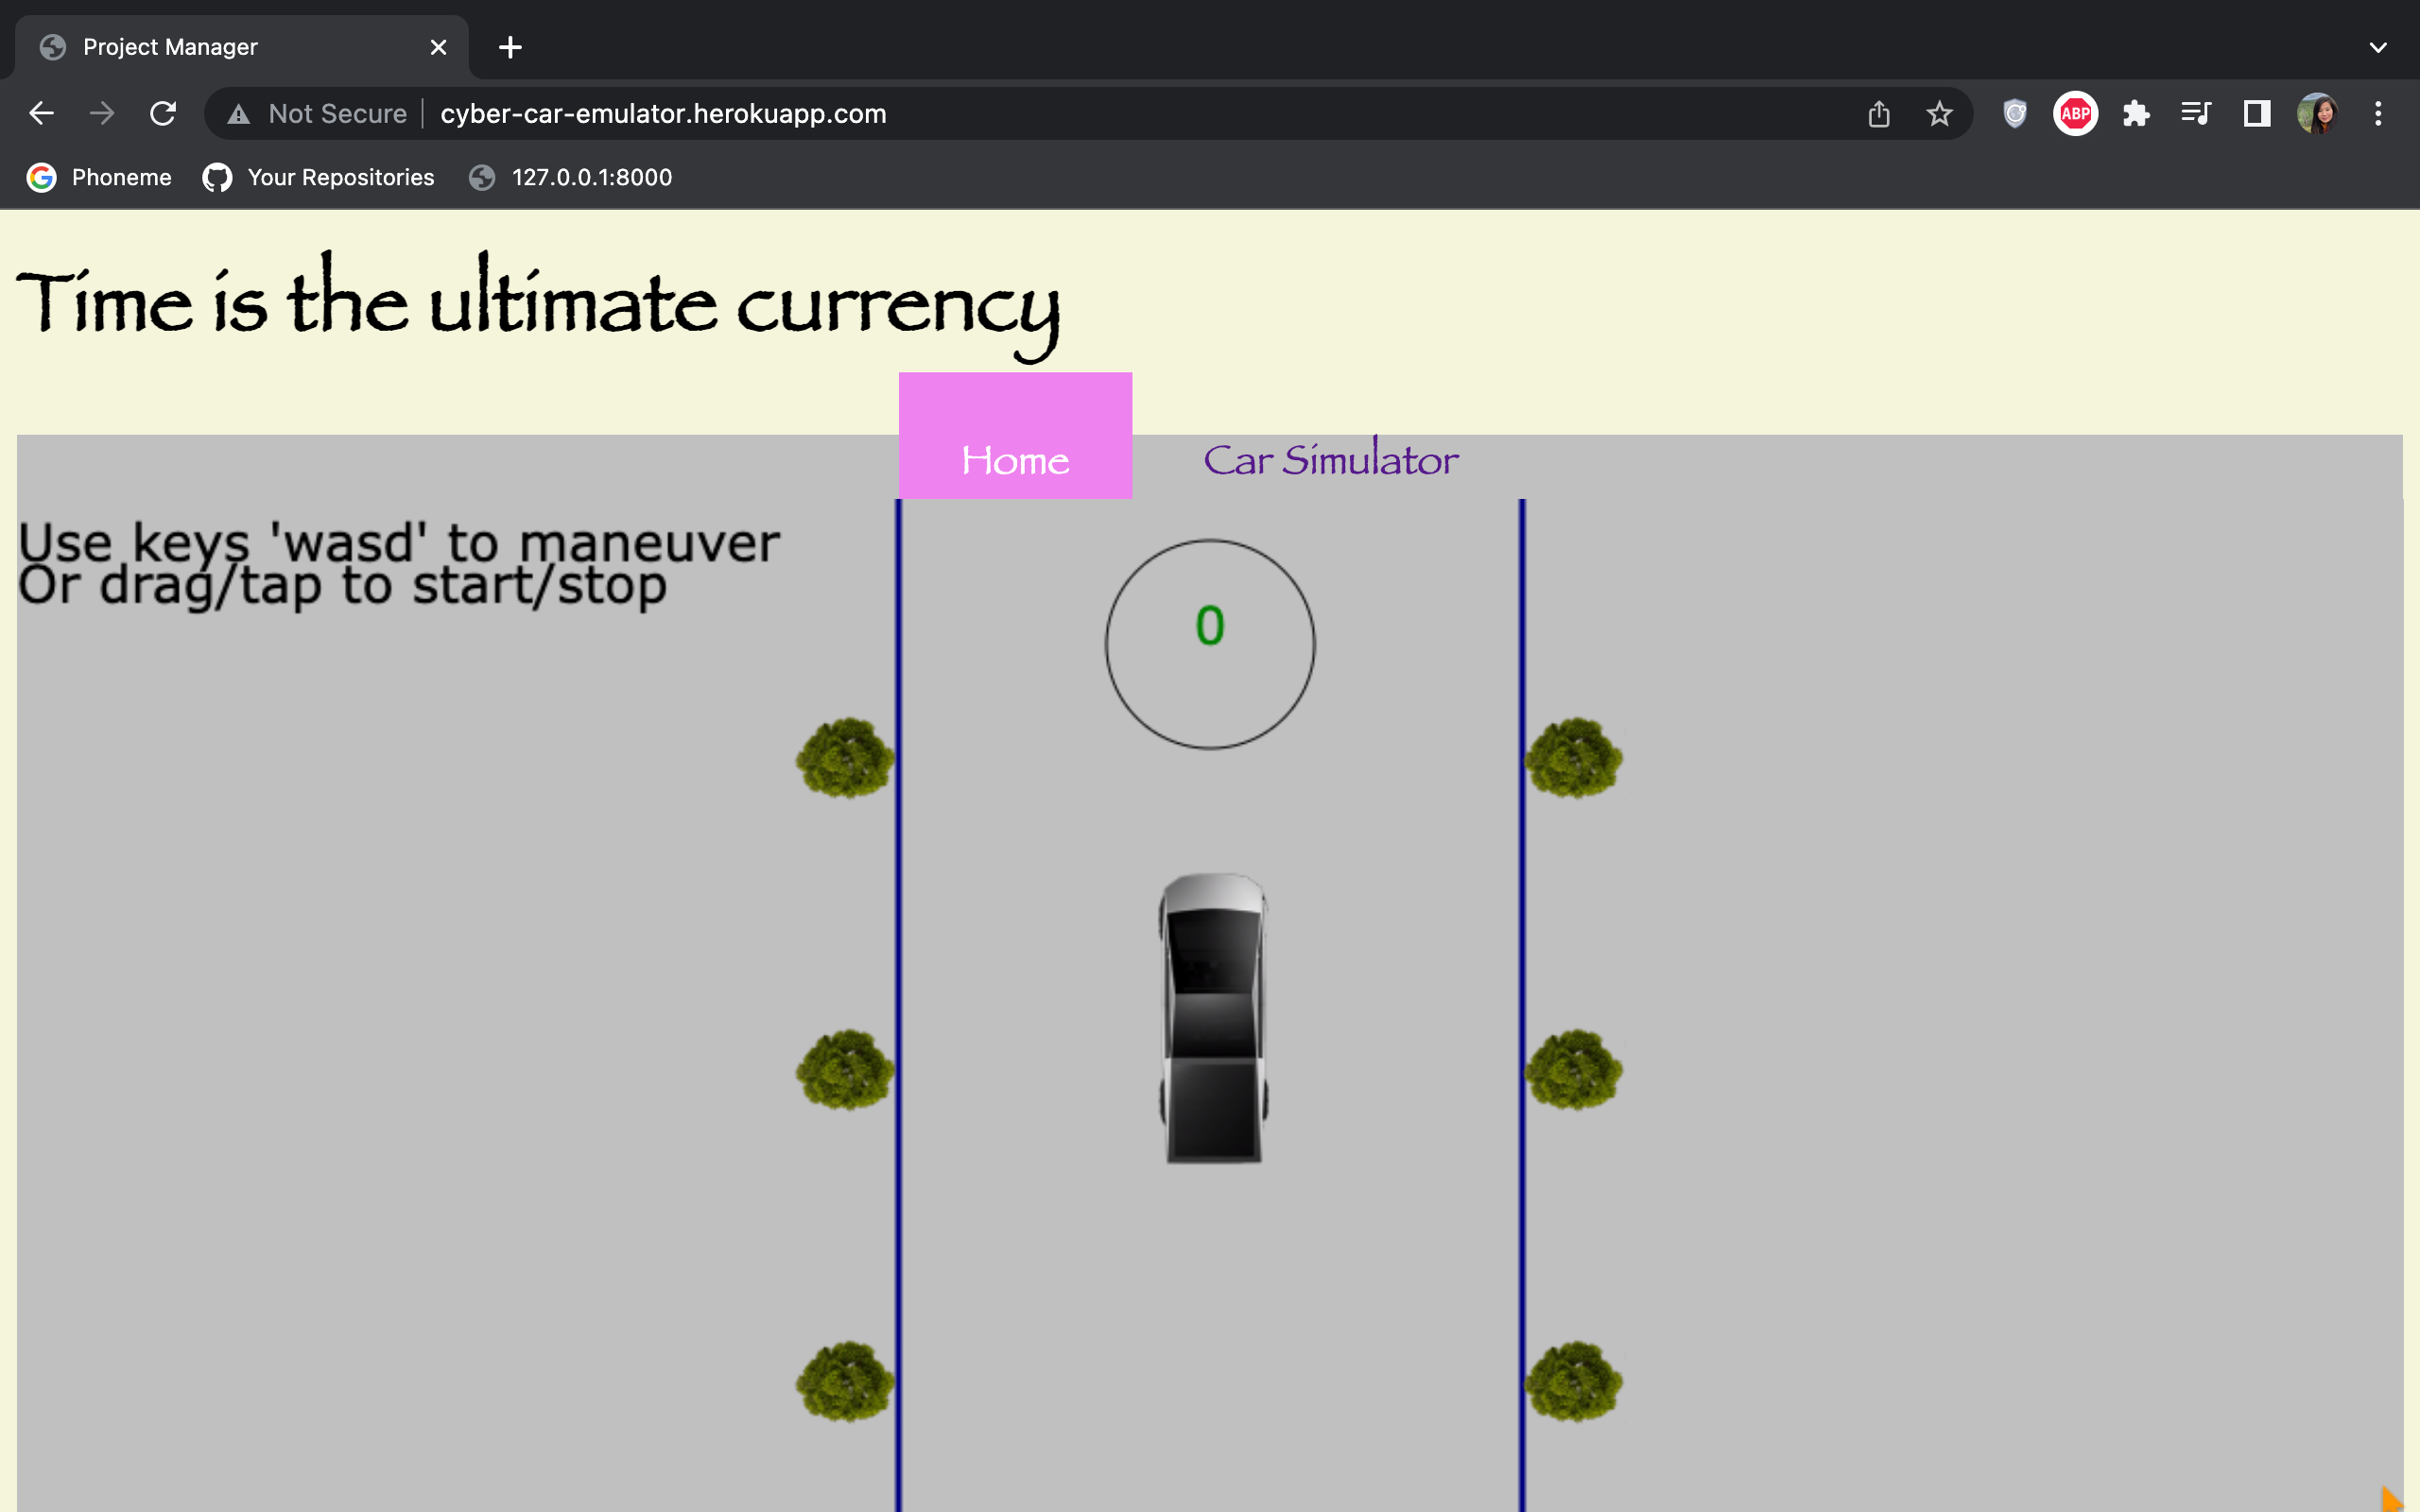 Project Manager
Not Secure cyber-car-emulator.herokuapp.com
ABP
Phoneme Your Repositories 127.0.0.1:8000
Time is the ultimate currency
Home Car Simulator
Use keys 'wasd' to maneuver
Or drag/tap to start/stop
0